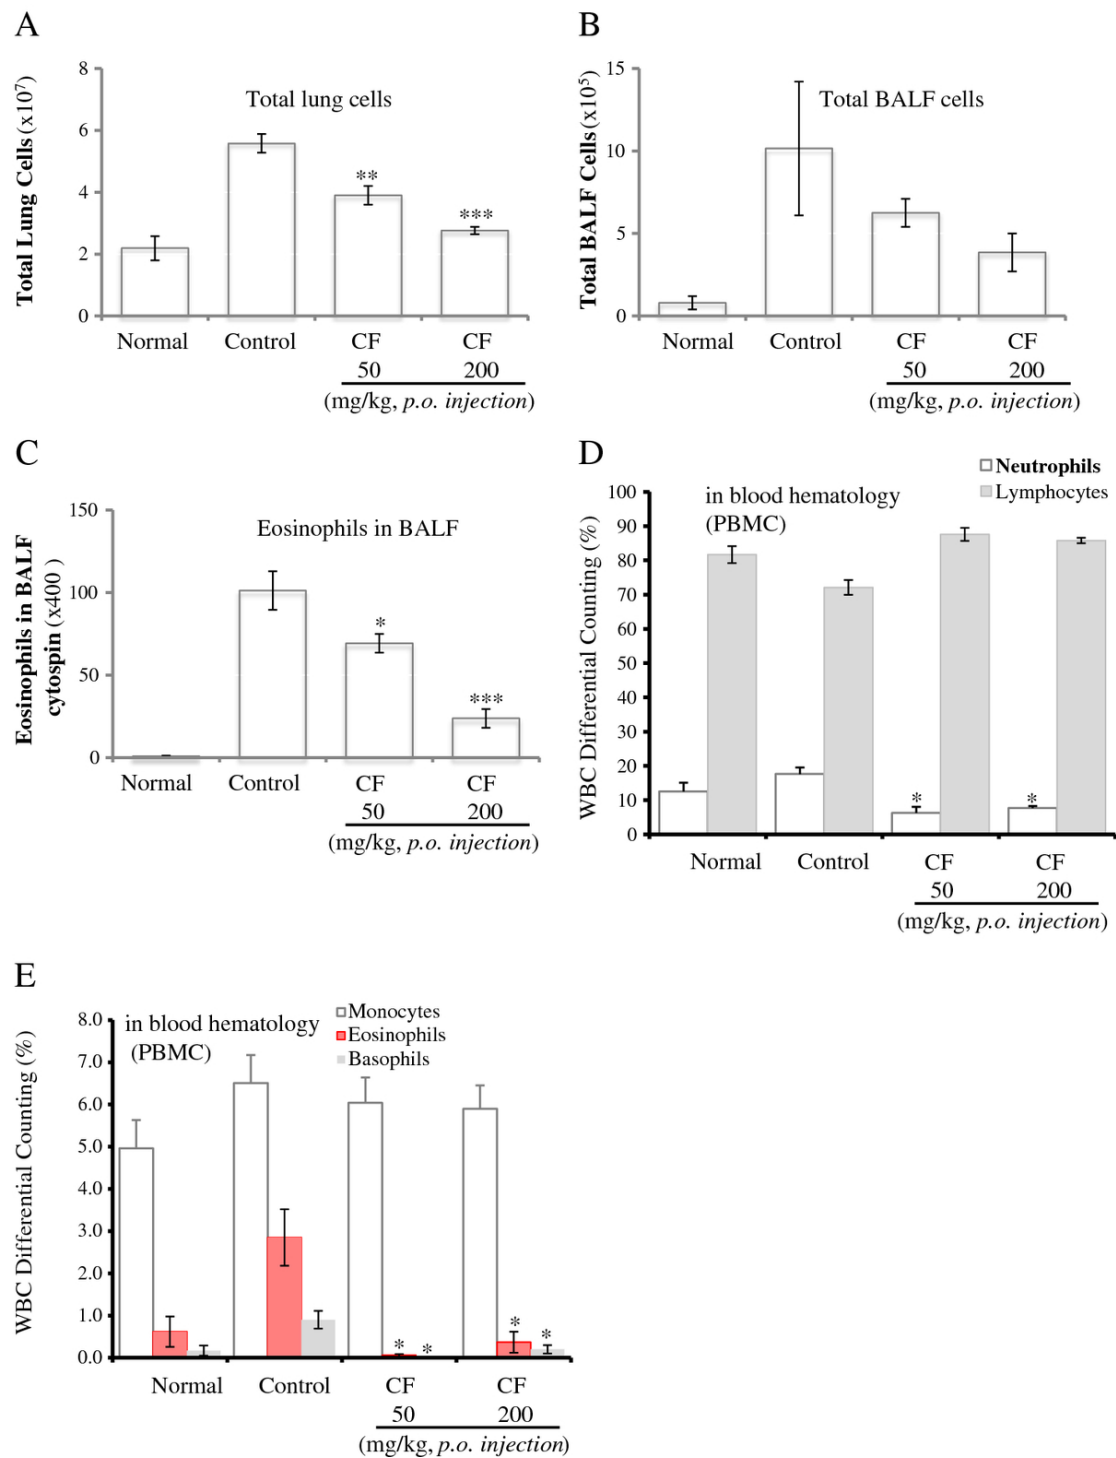 A
Total Lung Cells (x10⁷)
8
6
4
2
0
Total lung cells
**
***
Normal Control CF CF
50 200
(mg/kg, p.o. injection)
B
Total BALF Cells (x10⁵)
15
10
5
0
Total BALF cells
Normal Control CF CF
50 200
(mg/kg, p.o. injection)
C
Eosinophils in BALF
cytospin (x400 )
150
100
50
0
Eosinophils in BALF
*
***
Normal Control CF CF
50 200
(mg/kg, p.o. injection)
D
WBC Differential Counting (%)
100
90
80
70
60
50
40
30
20
10
0
in blood hematology
(PBMC)
Neutrophils
Lymphocytes
*
*
Normal Control CF CF
50 200
(mg/kg, p.o. injection)
E
WBC Differential Counting (%)
8.0
7.0
6.0
5.0
4.0
3.0
2.0
1.0
0.0
in blood hematology
(PBMC)
Monocytes
Eosinophils
Basophils
* *
* *
Normal Control CF CF
50 200
(mg/kg, p.o. injection)